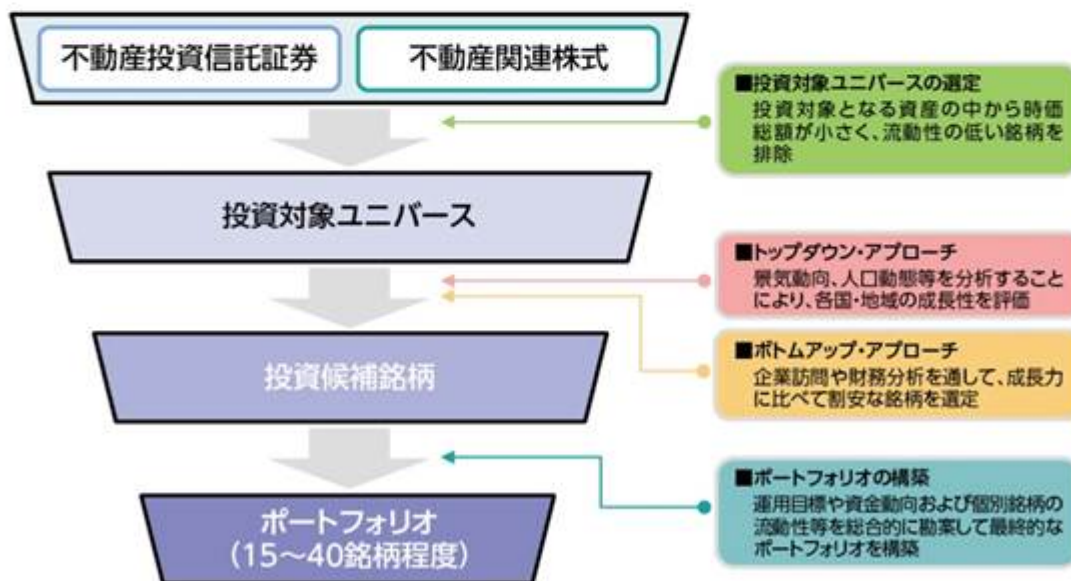 不動産投資信託証券
不動産関連株式
■投資対象ユニバースの選定
投資対象となる資産の中から時価
総額が小さく、流動性の低い銘柄を
排除
投資対象ユニバース
■トップダウン・アプローチ
景気動向、人口動態等を分析すること
により、各国・地域の成長性を評価
■ボトムアップ・アプローチ
企業訪問や財務分析を通して、成長力
に比べて割安な銘柄を選定
投資候補銘柄
■ポートフォリオの構築
運用目標や資金動向および個別銘柄の
流動性等を総合的に勘案して最終的な
ポートフォリオを構築
ポートフォリオ
(15〜40銘柄程度)